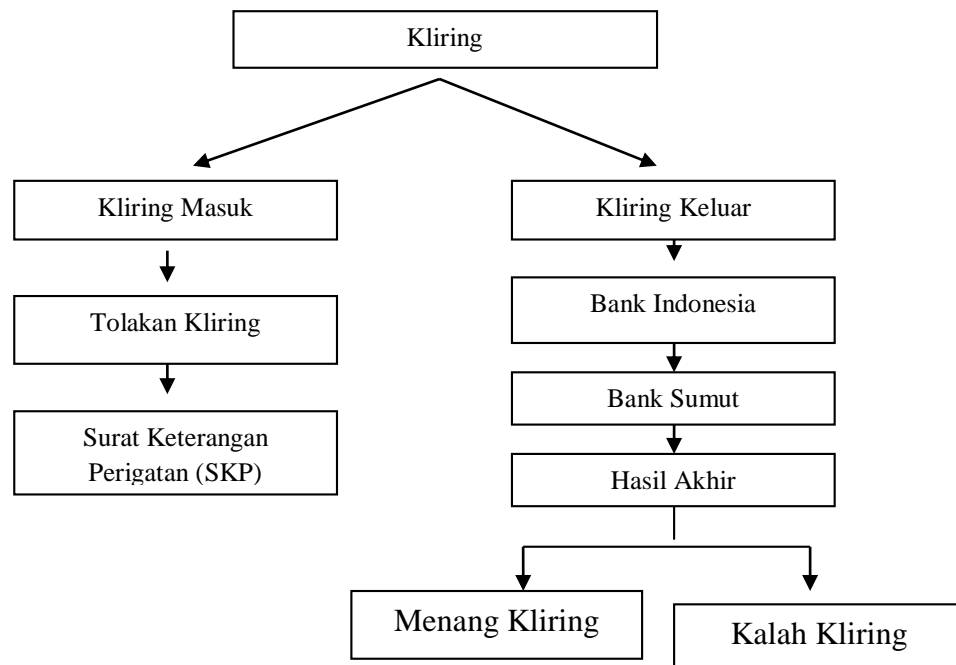 Kliring
Kliring Masuk
Kliring Keluar
Tolakan Kliring
Bank Indonesia
Bank Sumut
Surat Keterangan
Perigatan (SKP)
Hasil Akhir
Menang Kliring
Kalah Kliring